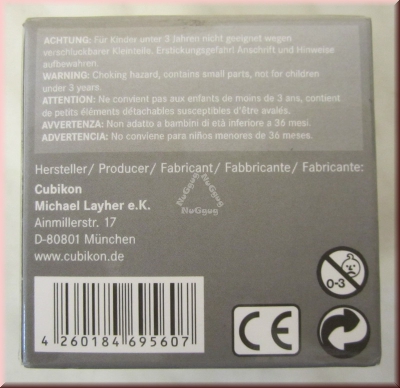 ACHTUNG: Für Kinder unter 3 Jahren nicht geeignet wegen
verschluckbarer Kleinteile. Erstickungsgefahr! Anschrift und Hinweise
aufbewahren.
WARNING: Choking hazard, contains small parts, not for children
under 3 years.
ATTENTION: Ne convient pas aux enfants de moins de 3 ans, contient
de petits éléments détachables susceptibles d'être avalés.
AVVERTENZA: Non adatto a bambini di età inferiore a 36 mesi.
ADVERTENCIA: No conviene para niños menores de 36 meses.
Hersteller/ Producer/ Fabricant/ Fabbricante/ Fabricante:
Cubikon
Michael Layher e.K.
Ainmillerstr. 17
D-80801 München
www.cubikon.de
NuGgug
NuGgug
NuGgug
0-3
4 260184 695607
CE